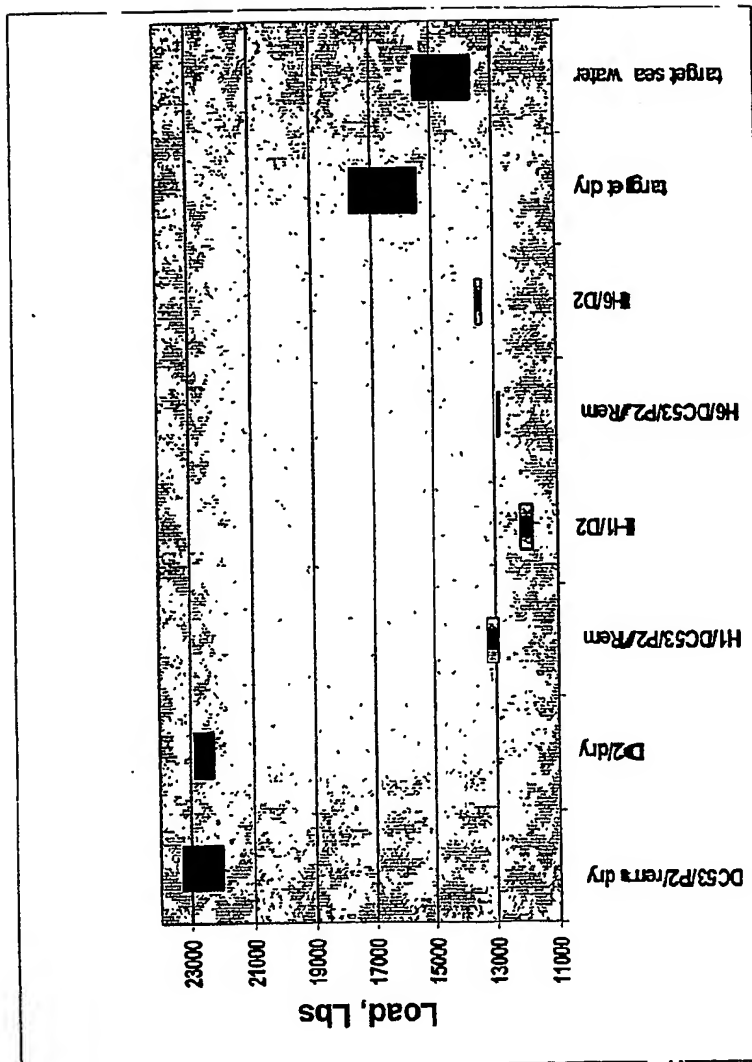 Load, Lbs
23000
21000
19000
17000
15000
13000
11000
DC53/P2/rem dry
D2/dry
H1/DC53/P2/Rem
H1/D2
H6/DC53/P2/Rem
H6/D2
target dry
target sea water